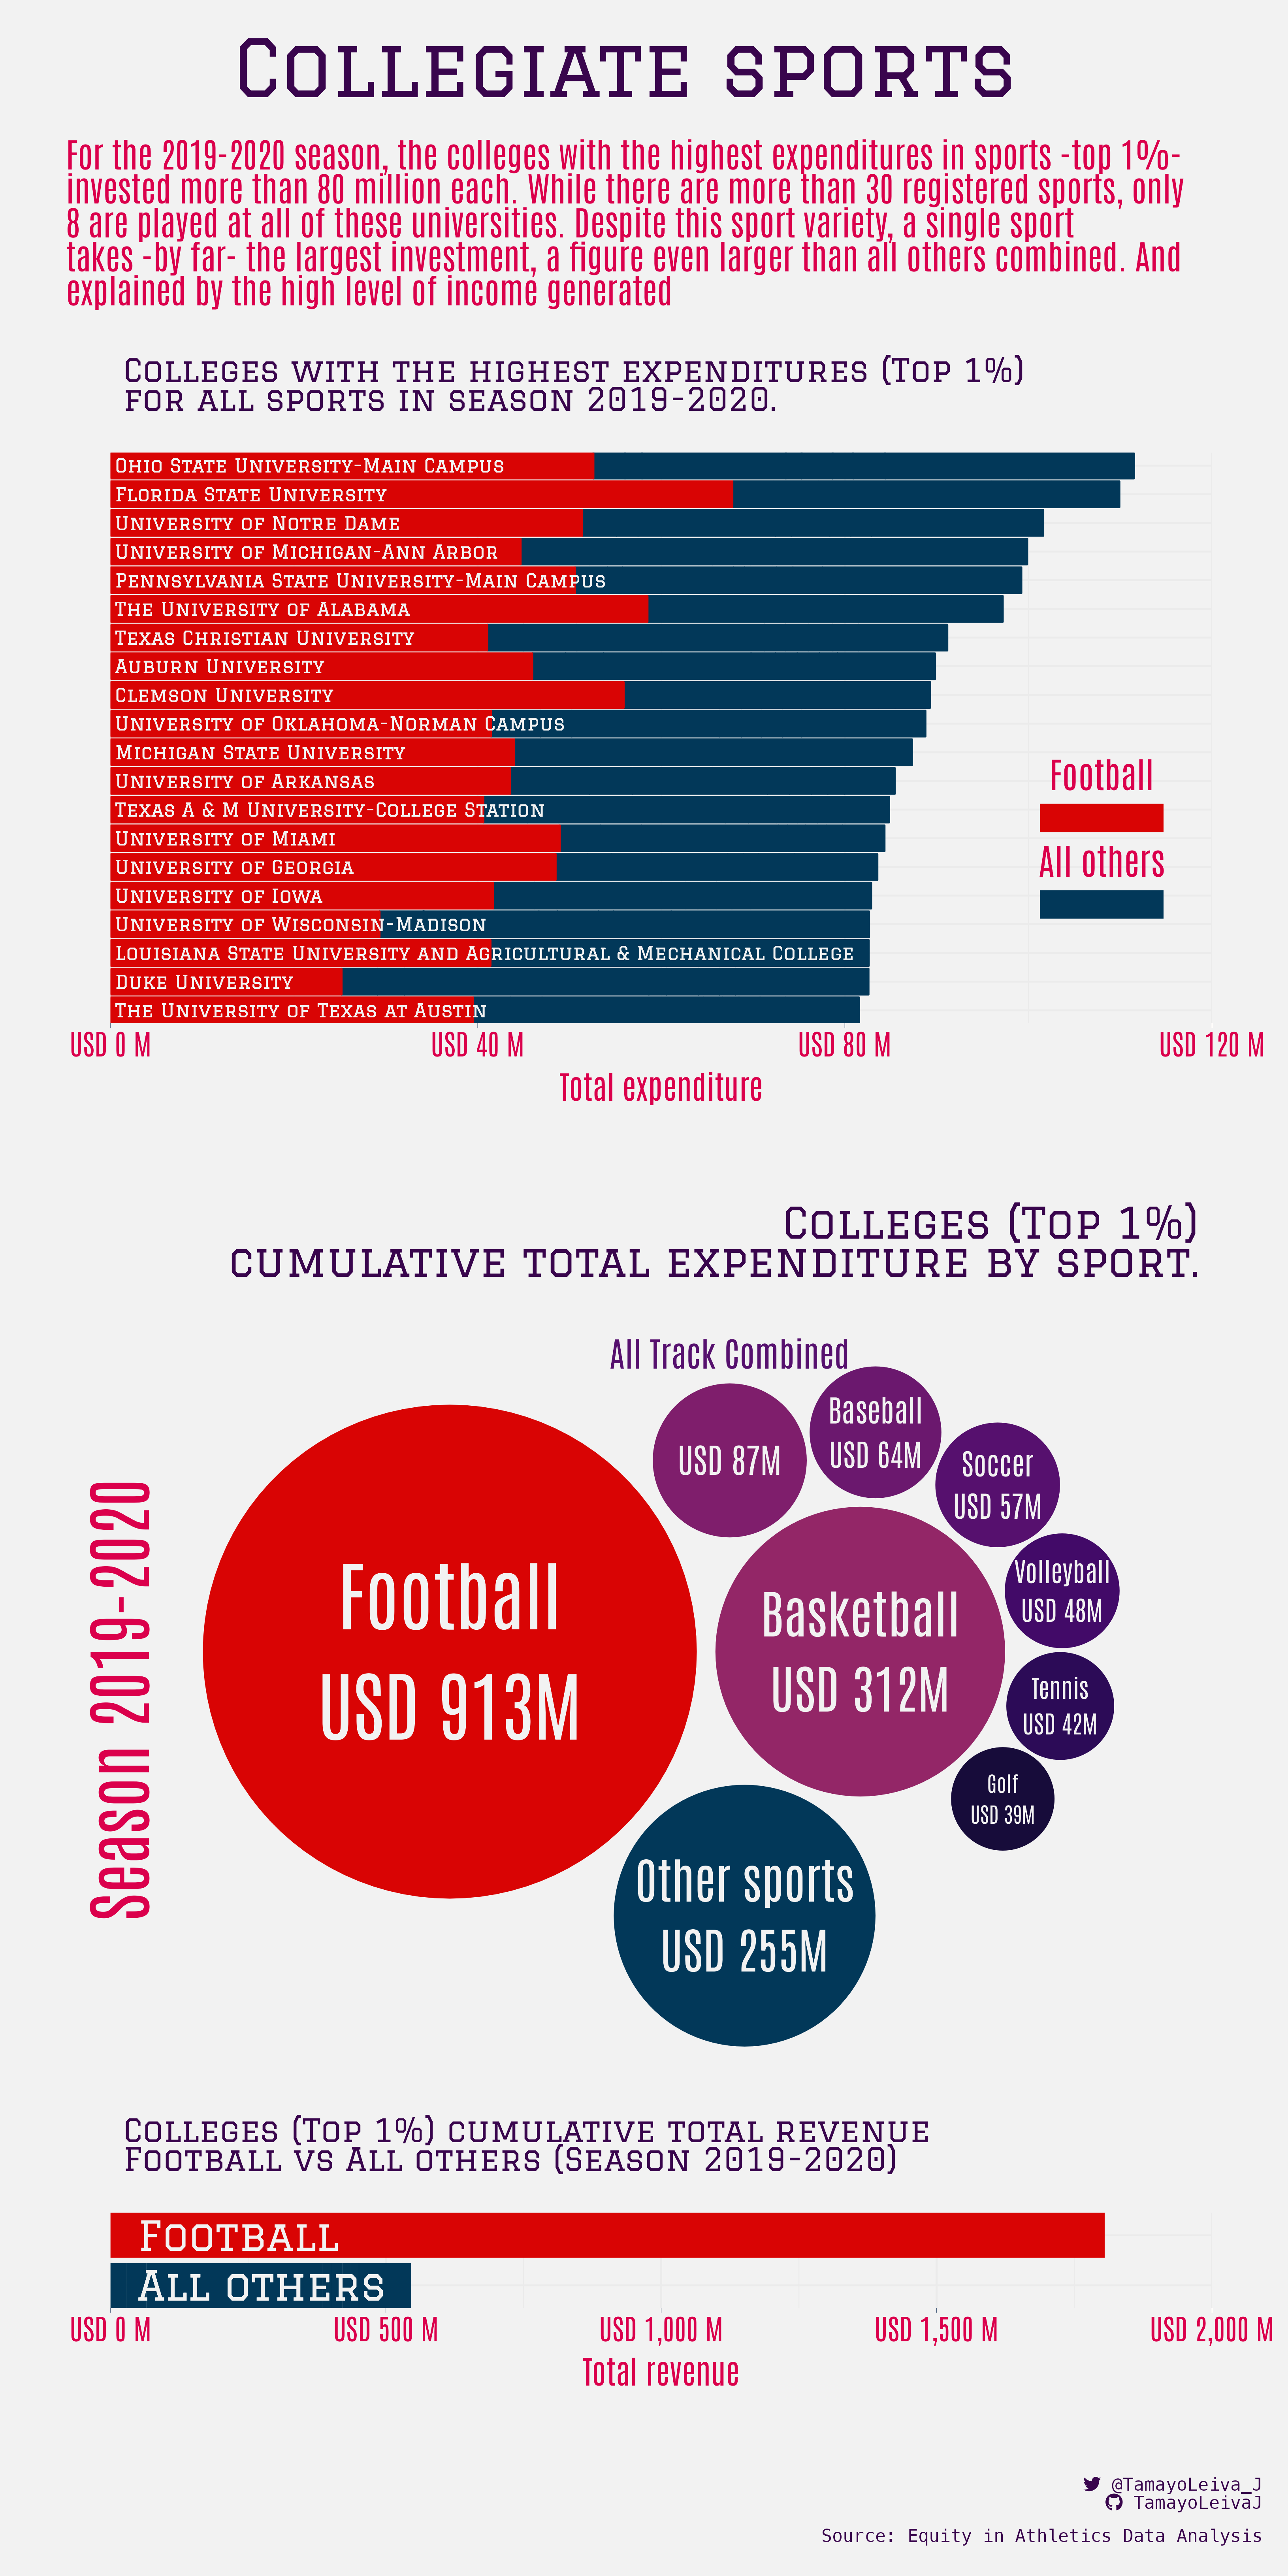 Collegiate sports
For the 2019-2020 season, the colleges with the highest expenditures in sports -top 1%-
invested more than 80 million each. While there are more than 30 registered sports, only
8 are played at all of these universities. Despite this sport variety, a single sport
takes -by far- the largest investment, a figure even larger than all others combined. And
explained by the high level of income generated
Colleges with the highest expenditures (Top 1%)
for all sports in season 2019-2020.
Ohio State University-Main Campus
Florida State University
University of Notre Dame
University of Michigan-Ann Arbor
Pennsylvania State University-Main Campus
The University of Alabama
Texas Christian University
Auburn University
Clemson University
University of Oklahoma-Norman Campus
Michigan State University
University of Arkansas
Texas A & M University-College Station
University of Miami
University of Georgia
University of Iowa
University of Wisconsin-Madison
Louisiana State University and Agricultural & Mechanical College
Duke University
The University of Texas at Austin
Football
All others
USD 0 M USD 40 M USD 80 M USD 120 M
Total expenditure
Colleges (Top 1%)
cumulative total expenditure by sport.
Season 2019-2020
All Track Combined
USD 87M
Baseball
USD 64M
Soccer
USD 57M
Volleyball
USD 48M
Football
USD 913M
Basketball
USD 312M
Tennis
USD 42M
Golf
USD 39M
Other sports
USD 255M
Colleges (Top 1%) cumulative total revenue
Football vs All others (Season 2019-2020)
Football
All others
USD 0 M USD 500 M USD 1,000 M USD 1,500 M USD 2,000 M
Total revenue
@TamayoLeiva_J
TamayoLeivaJ
Source: Equity in Athletics Data Analysis